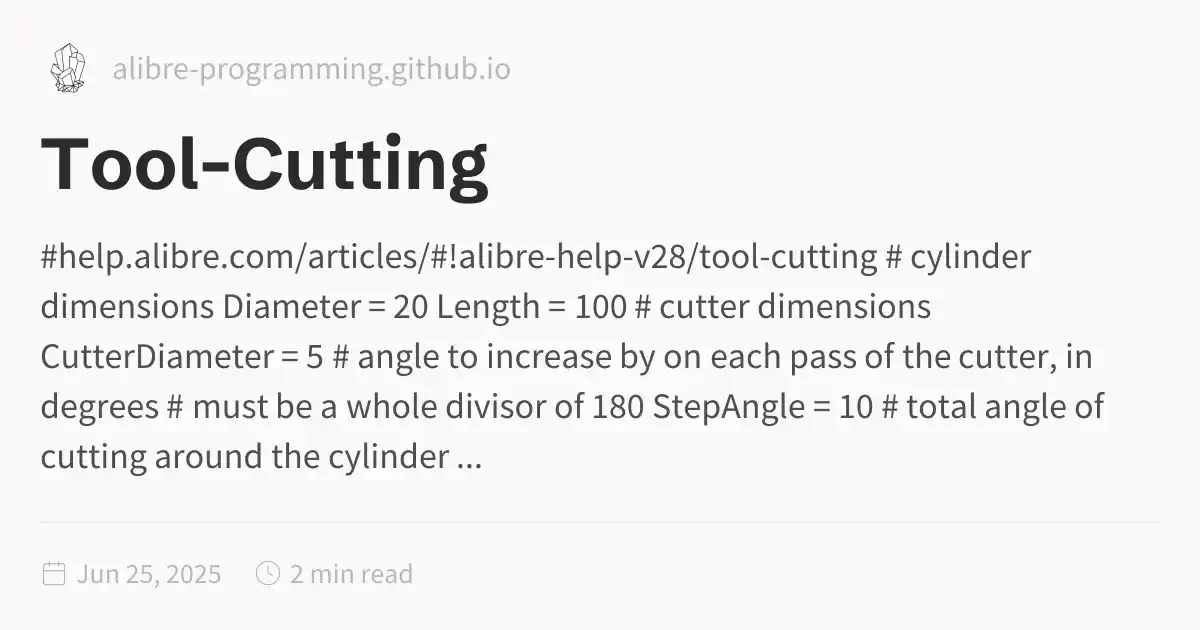 alibre-programming.github.io
Tool-Cutting
#help.alibre.com/articles/#!alibre-help-v28/tool-cutting # cylinder
dimensions Diameter = 20 Length = 100 # cutter dimensions
CutterDiameter = 5 # angle to increase by on each pass of the cutter, in
degrees # must be a whole divisor of 180 StepAngle = 10 # total angle of
cutting around the cylinder ...
Jun 25, 2025 2 min read